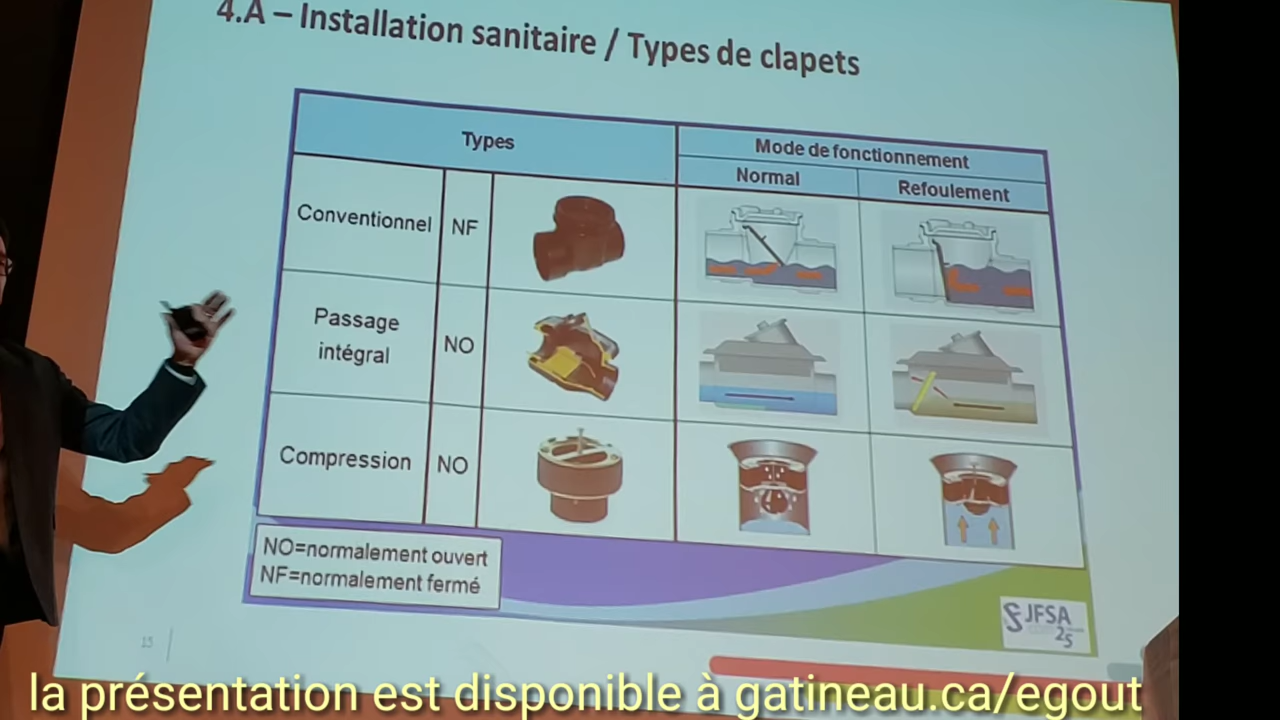 4.A – Installation sanitaire / Types de clapets
Types
Mode de fonctionnement
Normal
Refoulement
Conventionnel
NF
Passage
intégral
NO
Compression
NO
NO=normalement ouvert
NF=normalement fermé
JFSA
25
15
la présentation est disponible à gatineau.ca/egout